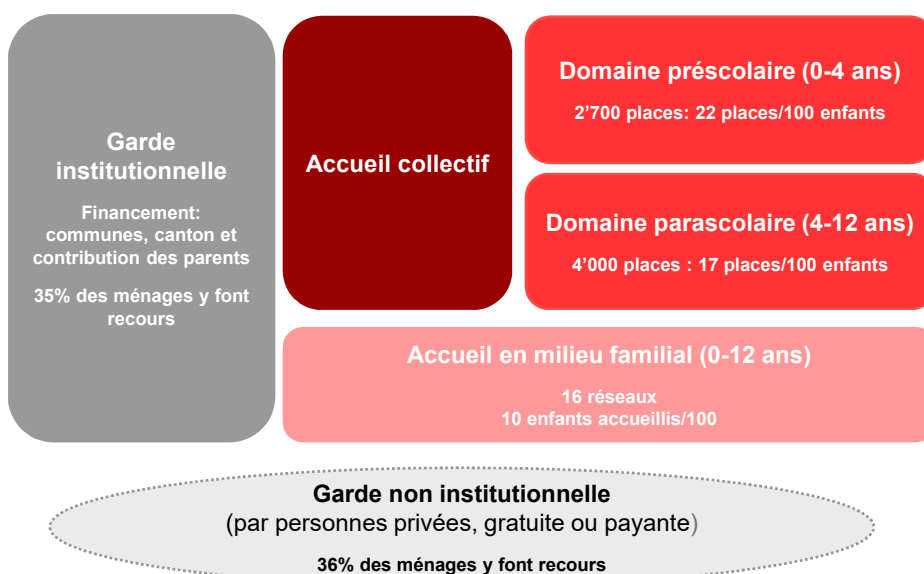 Garde
institutionnelle
Financement:
communes, canton et
contribution des parents
35% des ménages y font
recours
Accueil collectif
Domaine préscolaire (0-4 ans)
2'700 places: 22 places/100 enfants
Domaine parascolaire (4-12 ans)
4'000 places : 17 places/100 enfants
Accueil en milieu familial (0-12 ans)
16 réseaux
10 enfants accueillis/100
Garde non institutionnelle
(par personnes privées, gratuite ou payante)
36% des ménages y font recours